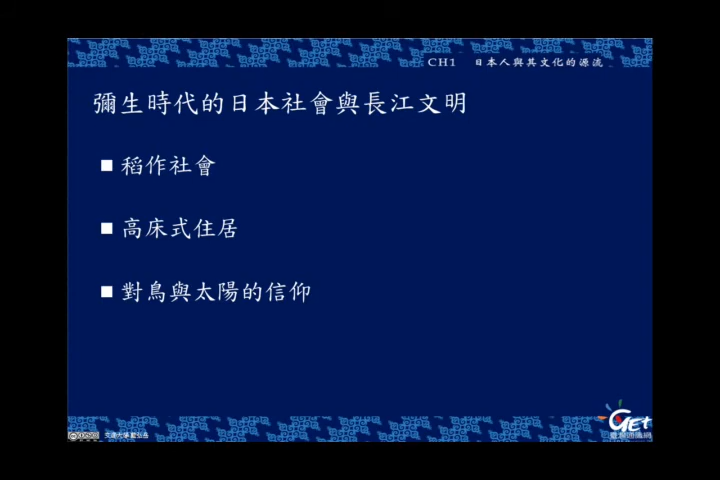 CH1 日本人與其文化的源流
彌生時代的日本社會與長江文明
■ 稻作社會
■ 高床式住居
■ 對鳥與太陽的信仰
GET